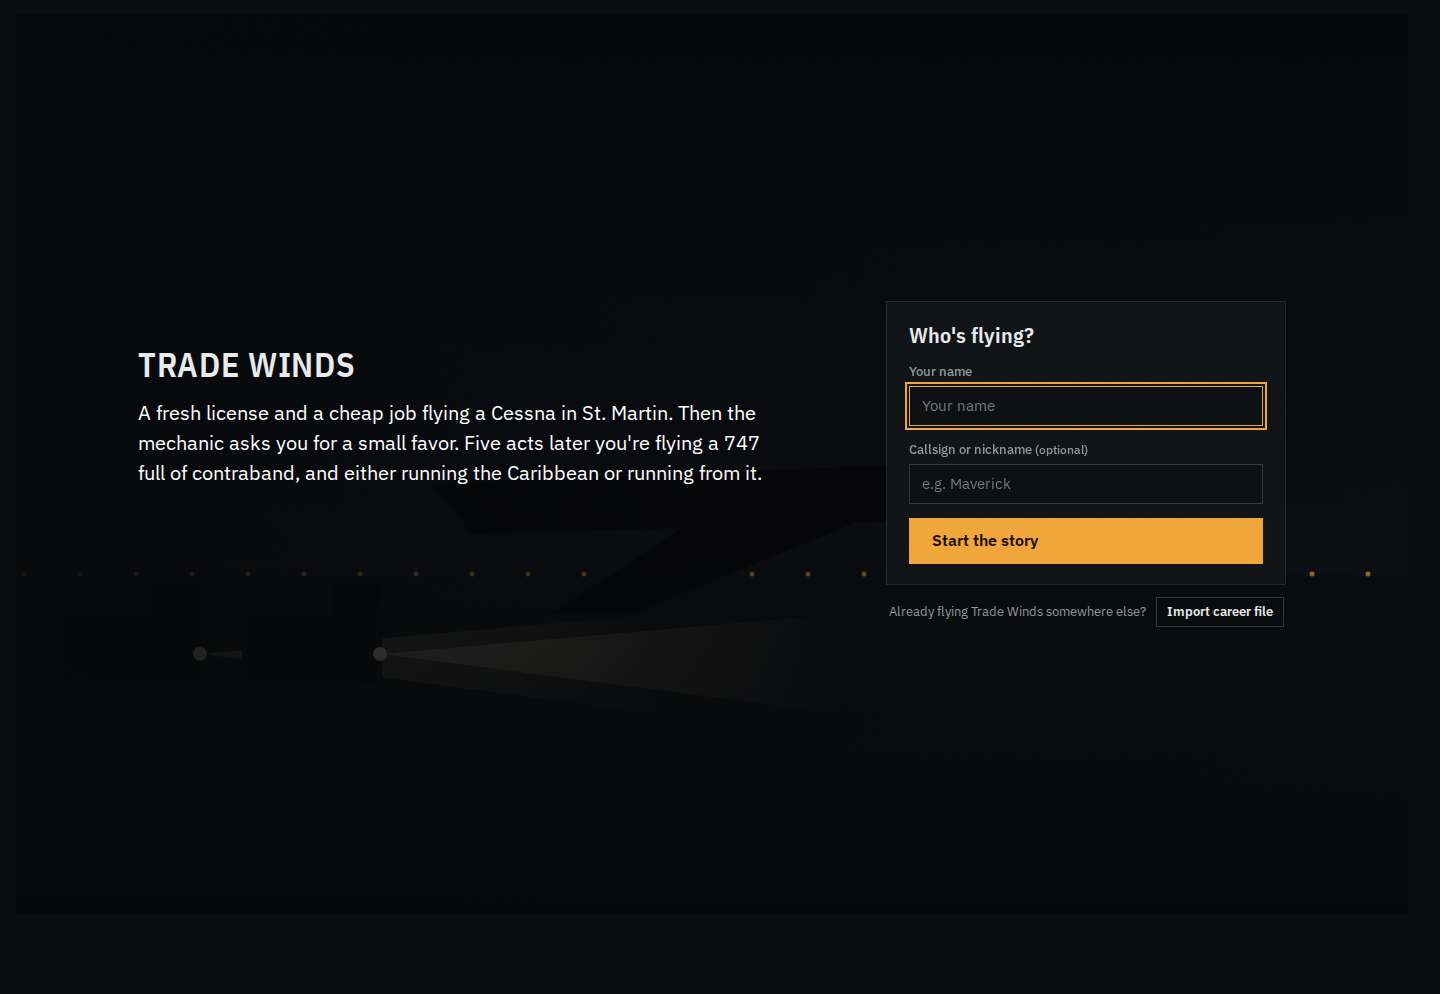 TRADE WINDS
A fresh license and a cheap job flying a Cessna in St. Martin. Then the
mechanic asks you for a small favor. Five acts later you're flying a 747
full of contraband, and either running the Caribbean or running from it.
Who's flying?
Your name
Your name
Callsign or nickname (optional)
e.g. Maverick
Start the story
Already flying Trade Winds somewhere else? Import career file